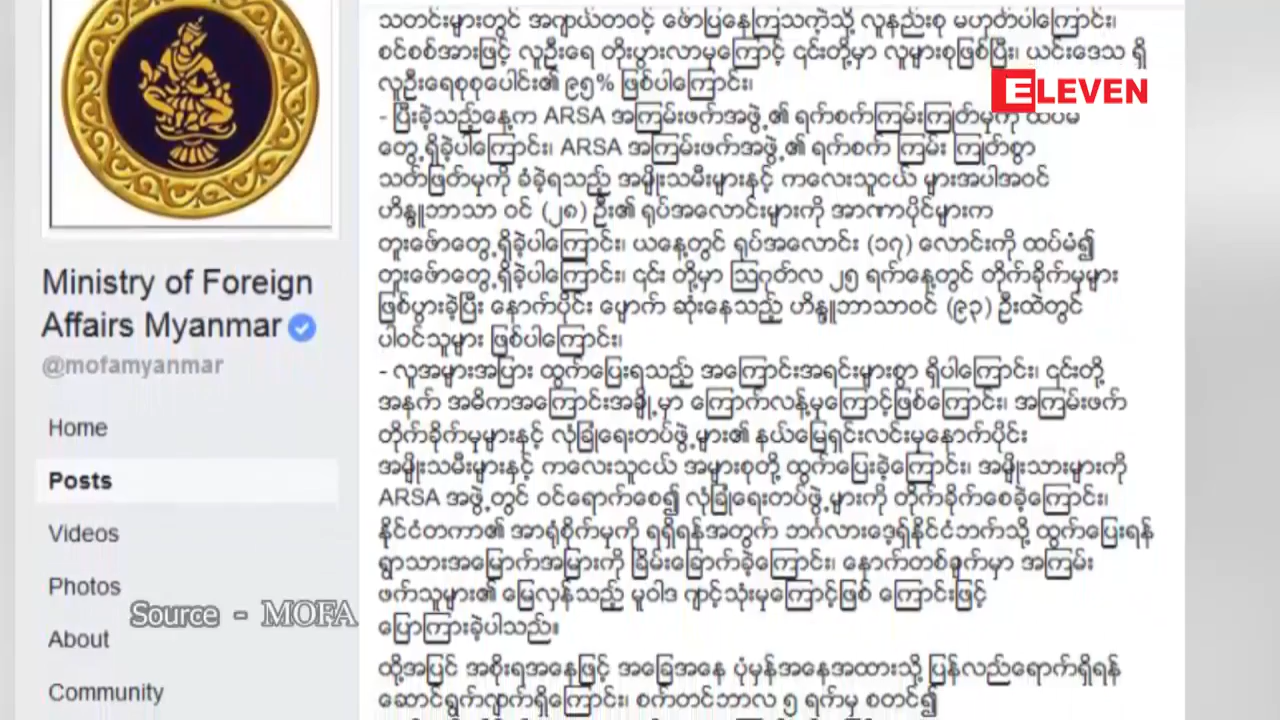 Ministry of Foreign
Affairs Myanmar
@mofamyanmar
Home
Posts
Videos
Photos
About
Community
Source - MOFA
ELEVEN
သတင်းများတွင် အကျယ်တဝင့် ဖော်ပြနေကြသကဲ့သို့ လူနည်းစု မဟုတ်ပါကြောင်း၊
စင်စစ်အားဖြင့် လူဦးရေ တိုးပွားလာမှုကြောင့် ၎င်းတို့မှာ လူများစုဖြစ်ပြီး၊ ယင်းဒေသ ရှိ
လူဦးရေစုစုပေါင်း၏ ၉၅% ဖြစ်ပါကြောင်း၊
- ပြီးခဲ့သည့်နေ့က ARSA အကြမ်းဖက်အဖွဲ့၏ ရက်စက်ကြမ်းကြုတ်မှုကို ထပ်မံ
တွေ့ရှိခဲ့ပါကြောင်း၊ ARSA အကြမ်းဖက်အဖွဲ့၏ ရက်စက် ကြမ်း ကြုတ်စွာ
သတ်ဖြတ်မှုကို ခံခဲ့ရသည့် အမျိုးသမီးများနှင့် ကလေးသူငယ် များအပါအဝင်
ဟိန္ဒူဘာသာ ဝင် (၂၈) ဦး၏ ရုပ်အလောင်းများကို အာဏာပိုင်များက
တူးဖော်တွေ့ရှိခဲ့ပါကြောင်း၊ ယနေ့တွင် ရုပ်အလောင်း (၁၇) လောင်းကို ထပ်မံ၍
တူးဖော်တွေ့ရှိခဲ့ပါကြောင်း၊ ၎င်း တို့မှာ ဩဂုတ်လ ၂၅ ရက်နေ့တွင် တိုက်ခိုက်မှုများ
ဖြစ်ပွားခဲ့ပြီး နောက်ပိုင်း ပျောက် ဆုံးနေသည့် ဟိန္ဒူဘာသာဝင် (၉၃) ဦးထဲတွင်
ပါဝင်သူများ ဖြစ်ပါကြောင်း၊
- လူအများအပြား ထွက်ပြေးရသည့် အကြောင်းအရင်းများစွာ ရှိပါကြောင်း၊ ၎င်းတို့
အနက် အဓိကအကြောင်းအချို့မှာ ကြောက်လန့်မှုကြောင့်ဖြစ်ကြောင်း၊ အကြမ်းဖက်
တိုက်ခိုက်မှုများနှင့် လုံခြုံရေးတပ်ဖွဲ့များ၏ နယ်မြေရှင်းလင်းမှုနောက်ပိုင်း
အမျိုးသမီးများနှင့် ကလေးသူငယ် အများစုတို့ ထွက်ပြေးခဲ့ကြောင်း၊ အမျိုးသားများကို
ARSA အဖွဲ့တွင် ဝင်ရောက်စေ၍ လုံခြုံရေးတပ်ဖွဲ့များကို တိုက်ခိုက်စေခဲ့ကြောင်း၊
နိုင်ငံတကာ၏ အာရုံစိုက်မှုကို ရရှိရန်အတွက် ဘင်္ဂလားဒေ့ရှ်နိုင်ငံဘက်သို့ ထွက်ပြေးရန်
ရွာသားအမြောက်အမြားကို ခြိမ်းခြောက်ခဲ့ကြောင်း၊ နောက်တစ်ချက်မှာ အကြမ်း
ဖက်သူများ၏ မြေလှန်သည့် မူဝါဒ ကျင့်သုံးမှုကြောင့်ဖြစ် ကြောင်းဖြင့်
ပြောကြားခဲ့ပါသည်။
ထို့အပြင် အစိုးရအနေဖြင့် အခြေအနေ ပုံမှန်အနေအထားသို့ ပြန်လည်ရောက်ရှိရန်
ဆောင်ရွက်လျက်ရှိကြောင်း၊ စက်တင်ဘာလ ၅ ရက်မှ စတင်၍